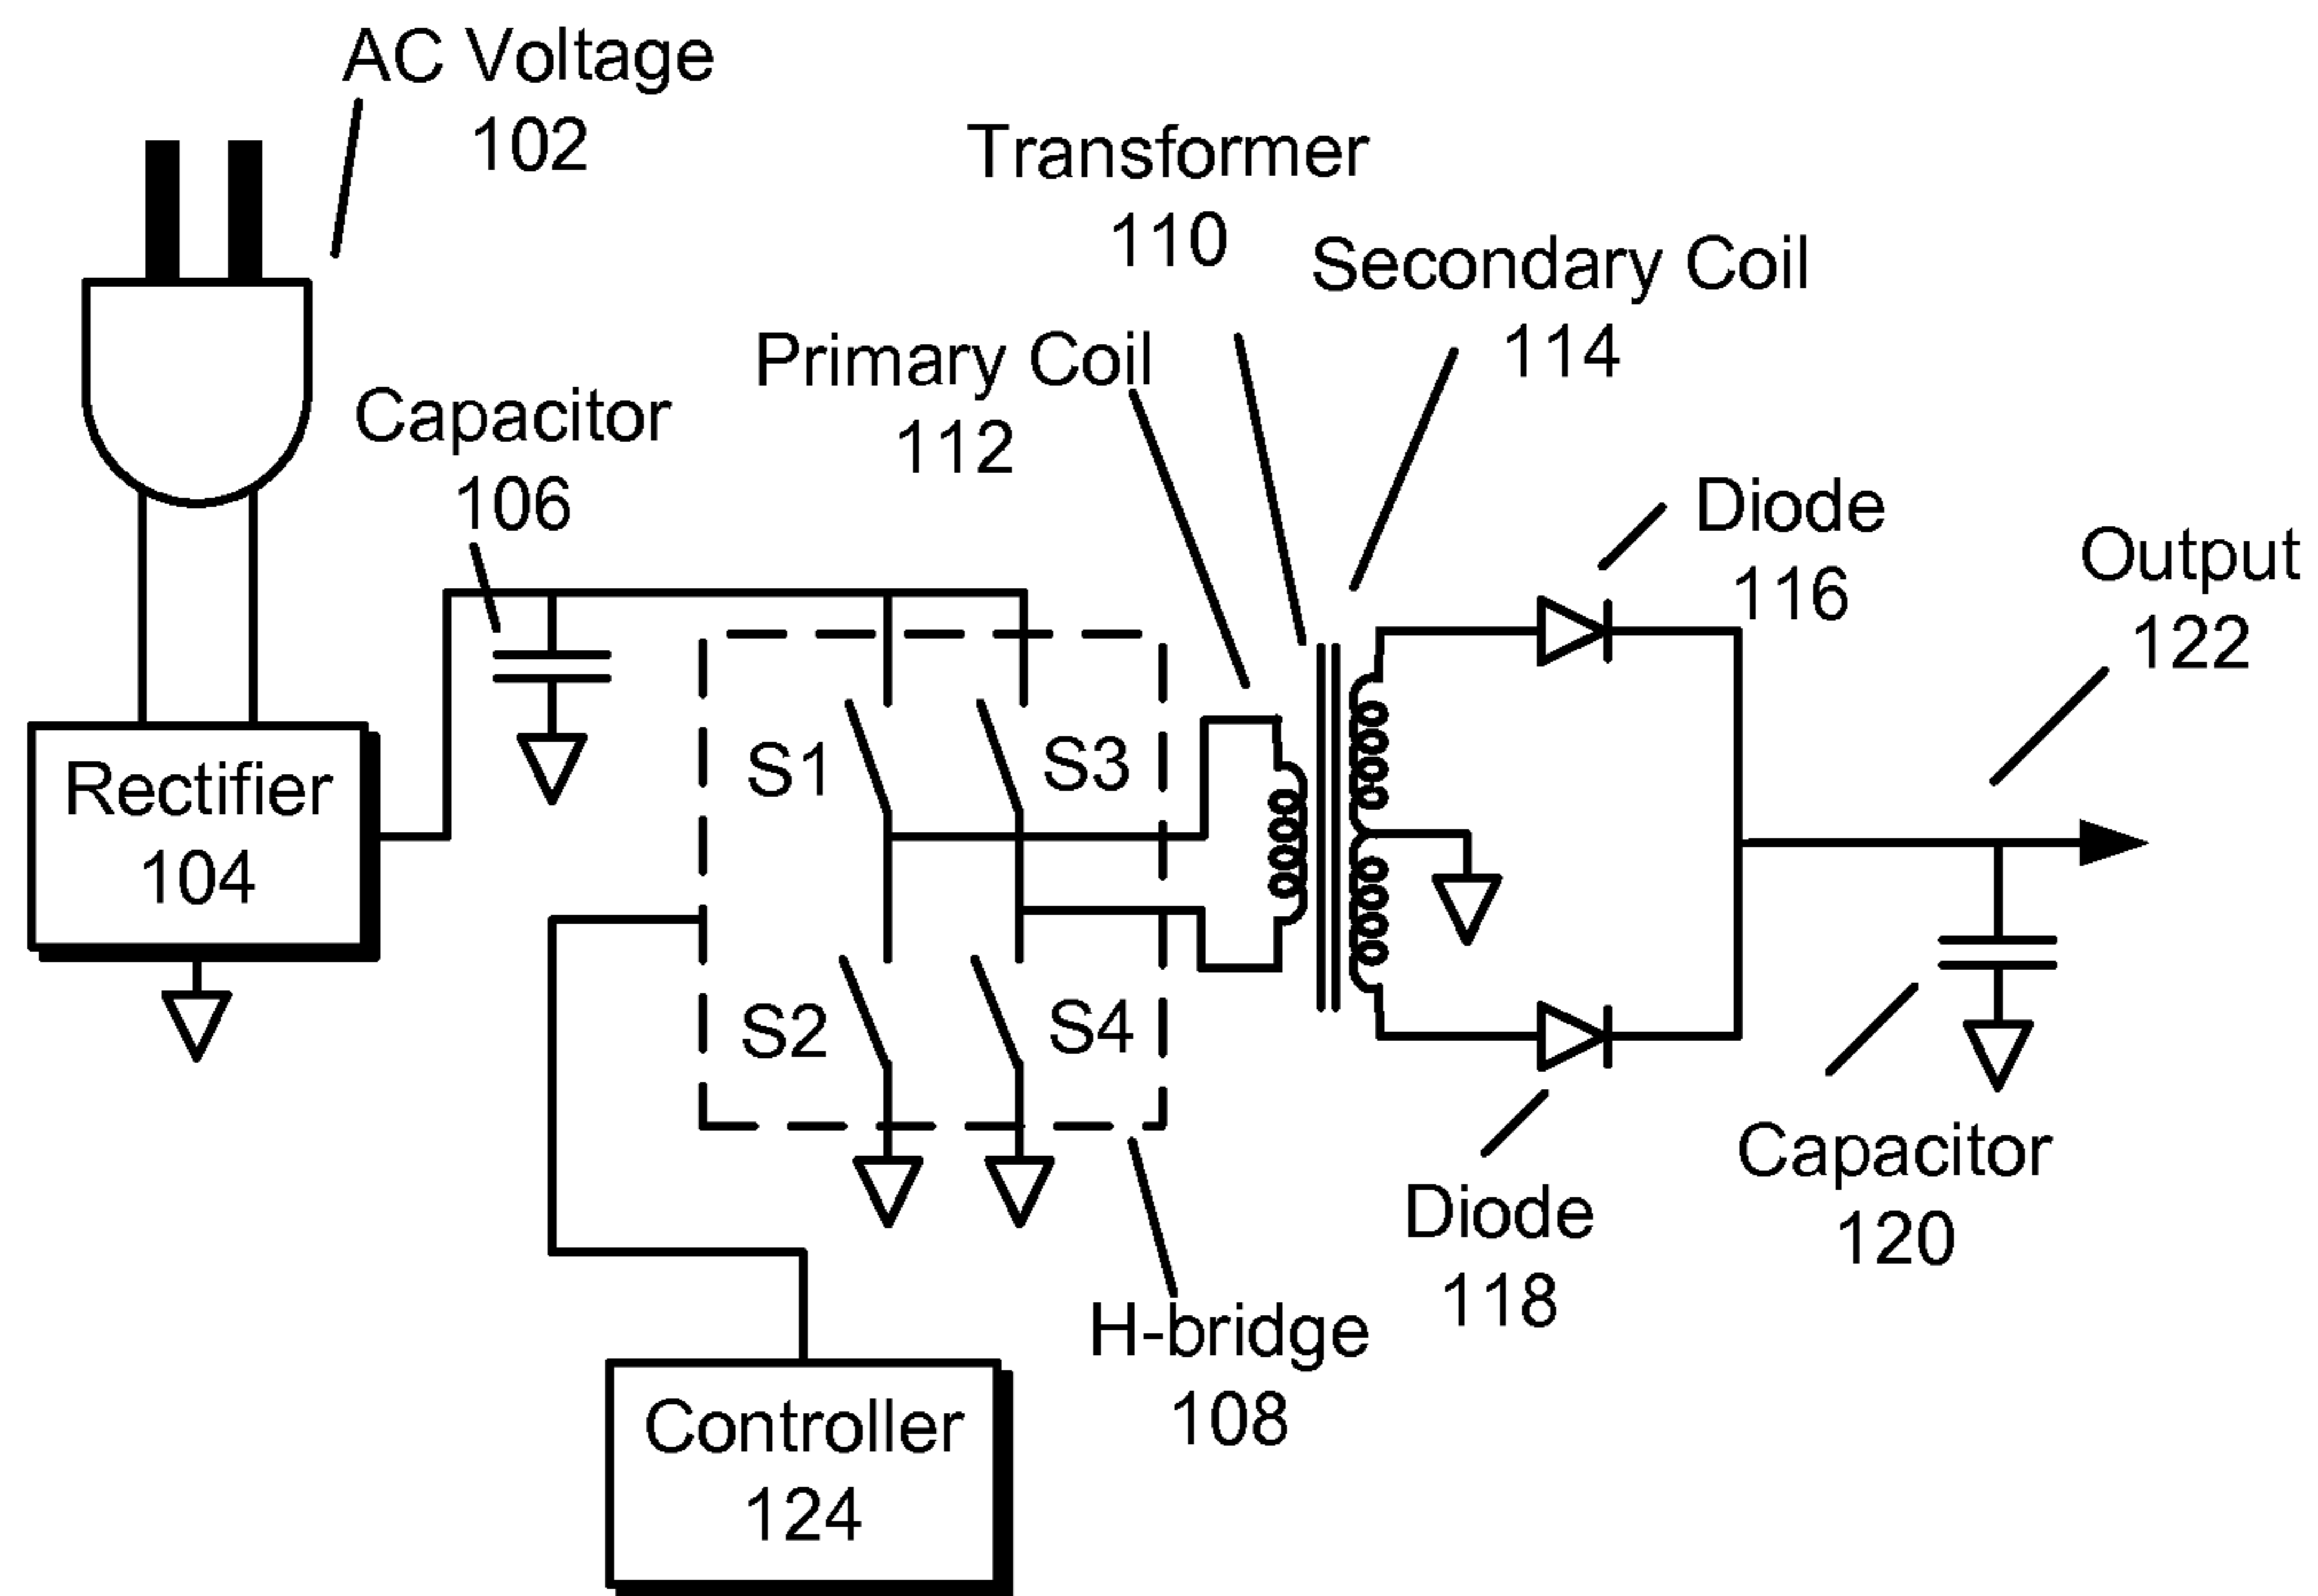 AC Voltage
102
Transformer
110
Secondary Coil
114
Primary Coil
112
Capacitor
106
Diode
116
Output
122
Rectifier
104
S1
S3
S2
S4
Capacitor
120
Diode
118
H-bridge
108
Controller
124